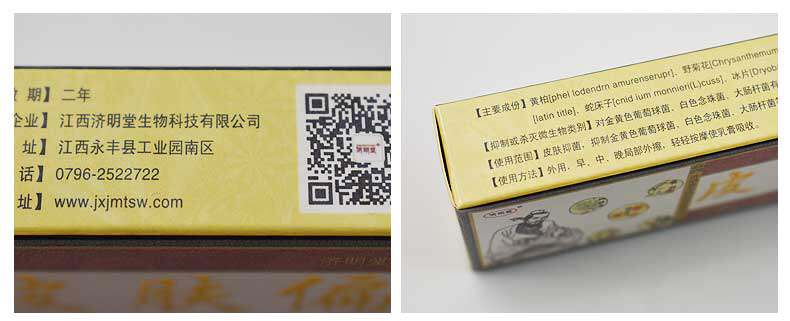 期】二年
企业】江西济明堂生物科技有限公司
址】江西永丰县工业园南区
话】0796-2522722
址】www.jxjmtsw.com
济明堂
【主要成份】黄柏[phel lodendrn amurenserupr]，野菊花[Chrysanthemum
[latin title]，蛇床子[cnid ium monnieri(L)cuss]，冰片[Dryoba
【抑制或杀灭微生物类别】对金黄色葡萄球菌、白色念珠菌、大肠杆菌有
【使用范围】皮肤抑菌，抑制金黄色葡萄球菌、白色念珠菌、大肠杆菌
【使用方法】外用，早、中、晚局部外擦，轻轻按摩使乳膏吸收。
济明堂
皮